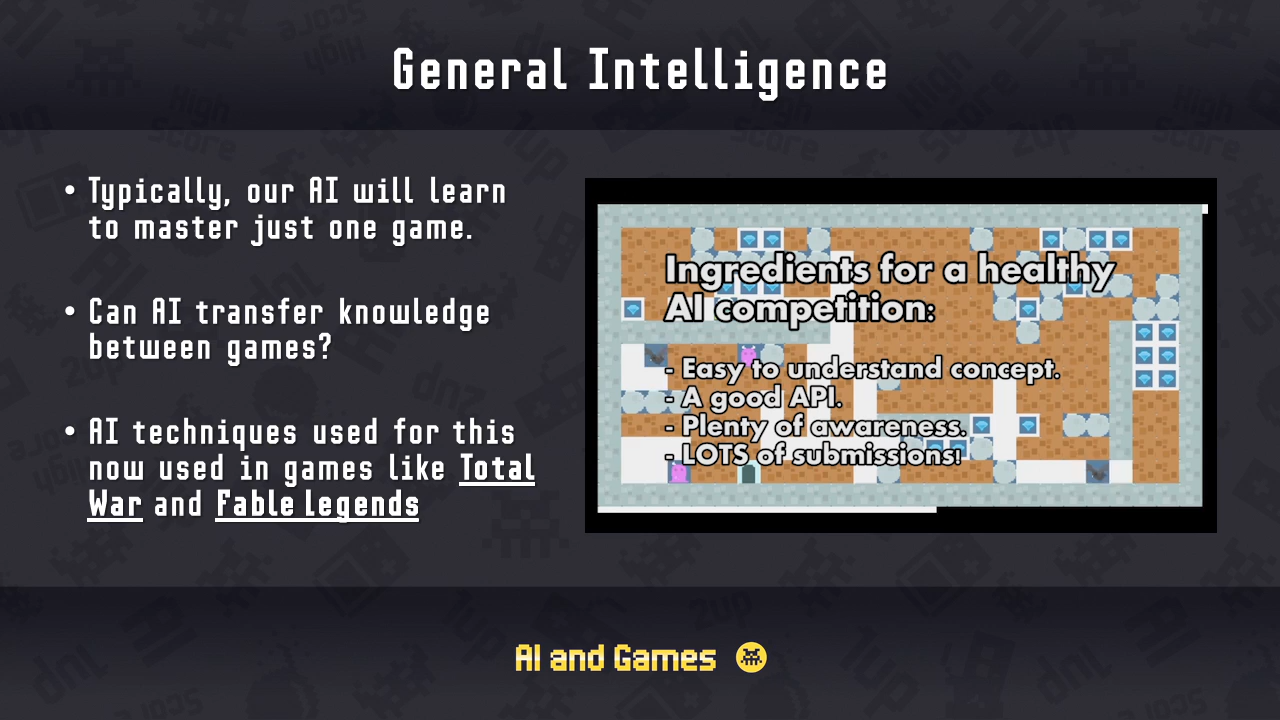 General Intelligence
• Typically, our AI will learn
to master just one game.
• Can AI transfer knowledge
between games?
• AI techniques used for this
now used in games like Total
War and Fable Legends
Ingredients for a healthy
AI competition:
- Easy to understand concept.
- A good API.
- Plenty of awareness.
- LOTS of submissions!
AI and Games